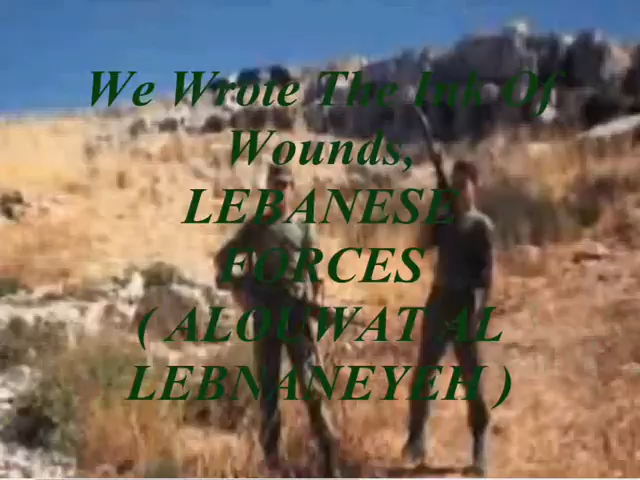 We Wrote The Ink Of
Wounds,
LEBANESE
FORCES
( ALOUWAT AL
LEBNANEYEH )